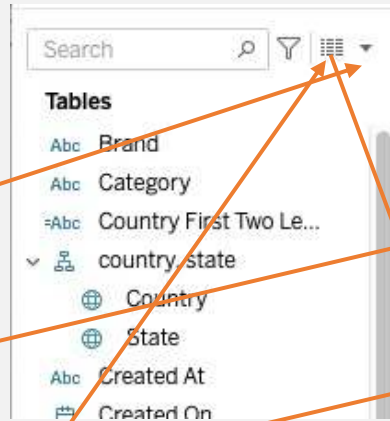 Search
Tables
Abc Brand
Abc Category
=Abc Country First Two Le...
country, state
Country
State
Abc Created At
Created On